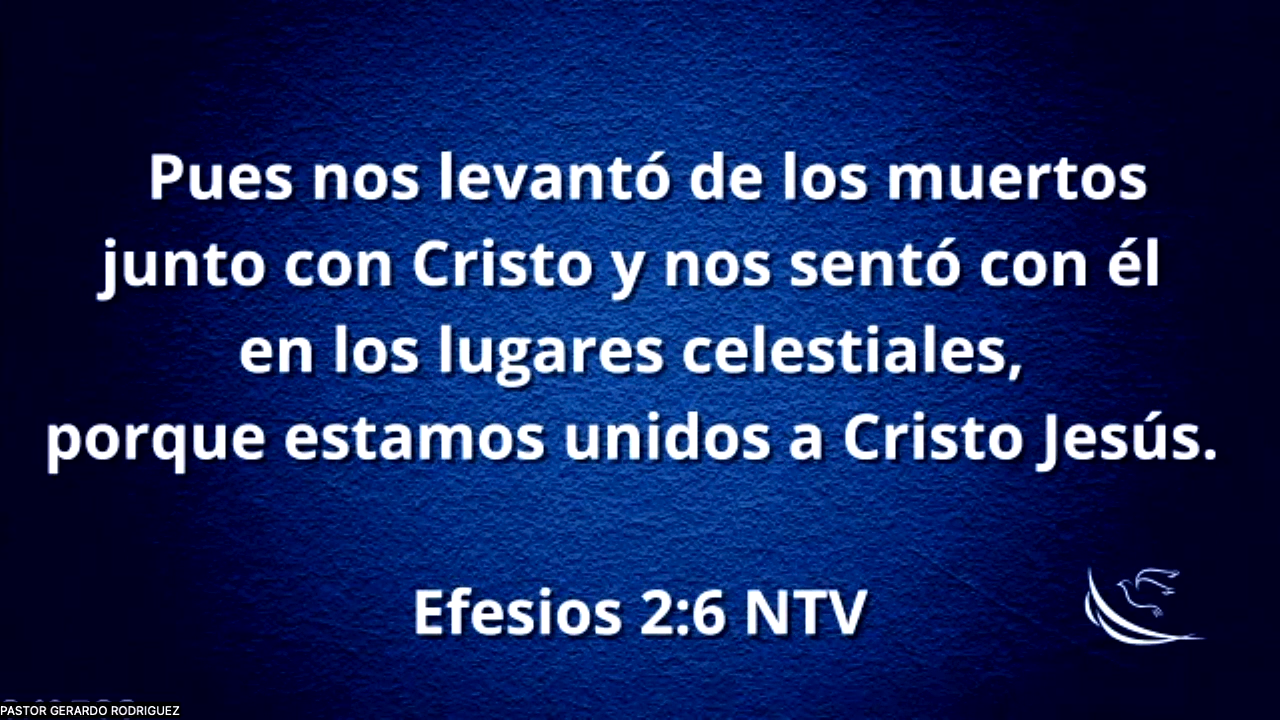 Pues nos levantó de los muertos
junto con Cristo y nos sentó con él
en los lugares celestiales,
porque estamos unidos a Cristo Jesús.
Efesios 2:6 NTV
PASTOR GERARDO RODRIGUEZ